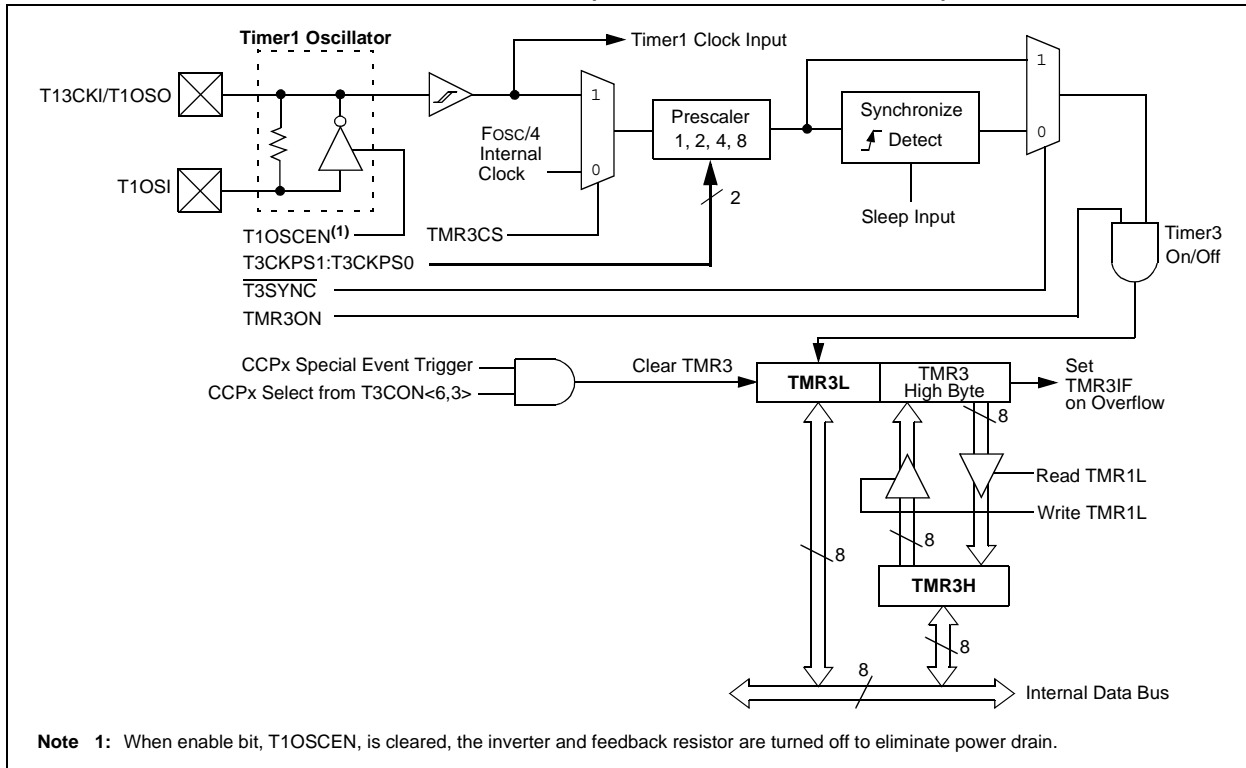 Timer1 Oscillator
Timer1 Clock Input
T13CKI/T1OSO
1
FOSC/4
Internal
Clock
0
Prescaler
1, 2, 4, 8
Synchronize
Detect
1
0
T1OSI
2
Sleep Input
T1OSCEN(1)
TMR3CS
T3CKPS1:T3CKPS0
T3SYNC
TMR3ON
Timer3
On/Off
CCPx Special Event Trigger
CCPx Select from T3CON<6,3>
Clear TMR3
TMR3L
TMR3
High Byte
Set
TMR3IF
on Overflow
8
Read TMR1L
Write TMR1L
8
8
TMR3H
8
8
Internal Data Bus
Note 1: When enable bit, T1OSCEN, is cleared, the inverter and feedback resistor are turned off to eliminate power drain.